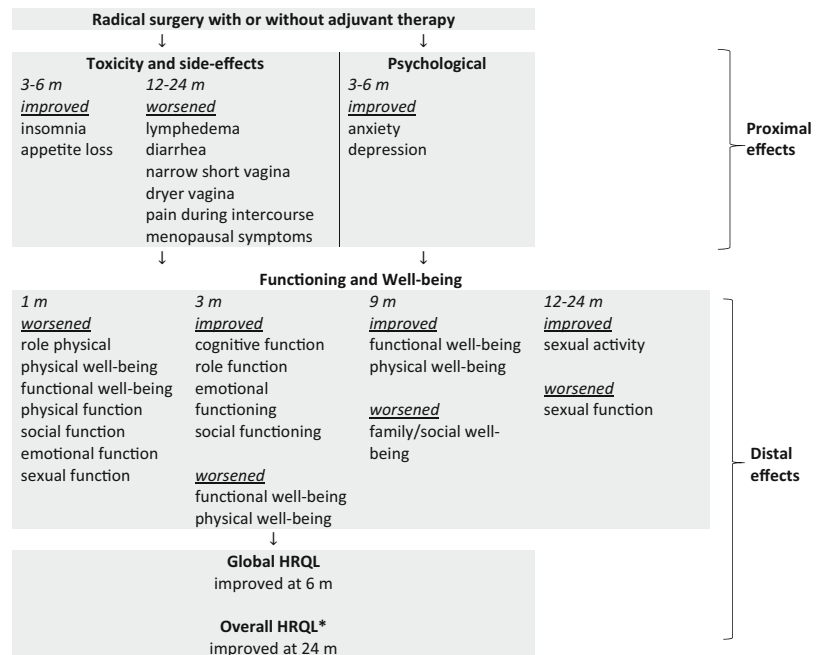 Radical surgery with or without adjuvant therapy
↓ ↓
Toxicity and side-effects
3-6 m
improved
insomnia
appetite loss
12-24 m
worsened
lymphedema
diarrhea
narrow short vagina
dryer vagina
pain during intercourse
menopausal symptoms
Psychological
3-6 m
improved
anxiety
depression
Proximal
effects
↓ ↓
Functioning and Well-being
1 m
worsened
role physical
physical well-being
functional well-being
physical function
social function
emotional function
sexual function
3 m
improved
cognitive function
role function
emotional
functioning
social functioning
worsened
functional well-being
physical well-being
9 m
improved
functional well-being
physical well-being
worsened
family/social well-
being
12-24 m
improved
sexual activity
worsened
sexual function
Distal
effects
↓
Global HRQL
improved at 6 m
Overall HRQL*
improved at 24 m